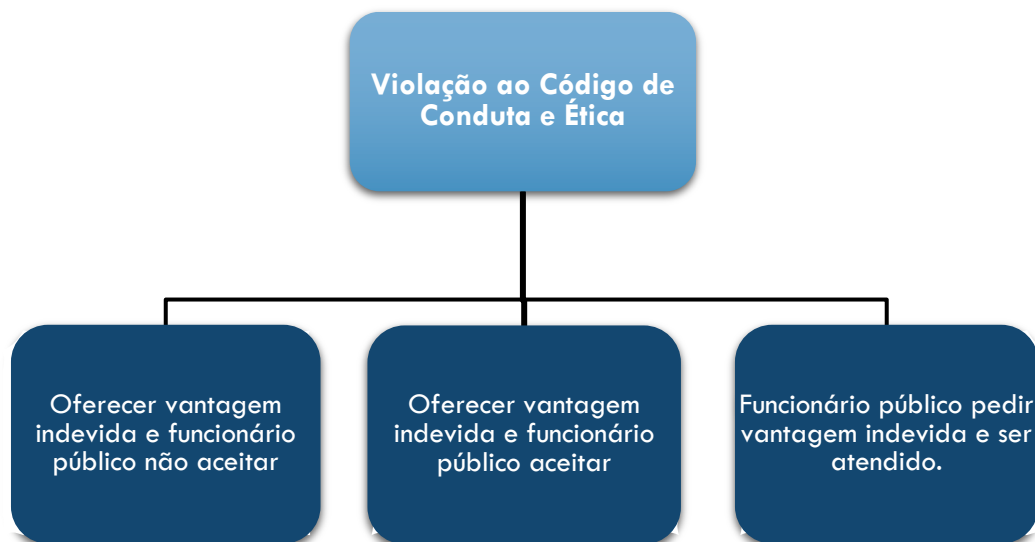 Violação ao Código de
Conduta e Ética
Oferecer vantagem
indevida e funcionário
público não aceitar
Oferecer vantagem
indevida e funcionário
público aceitar
Funcionário público pedir
vantagem indevida e ser
atendido.